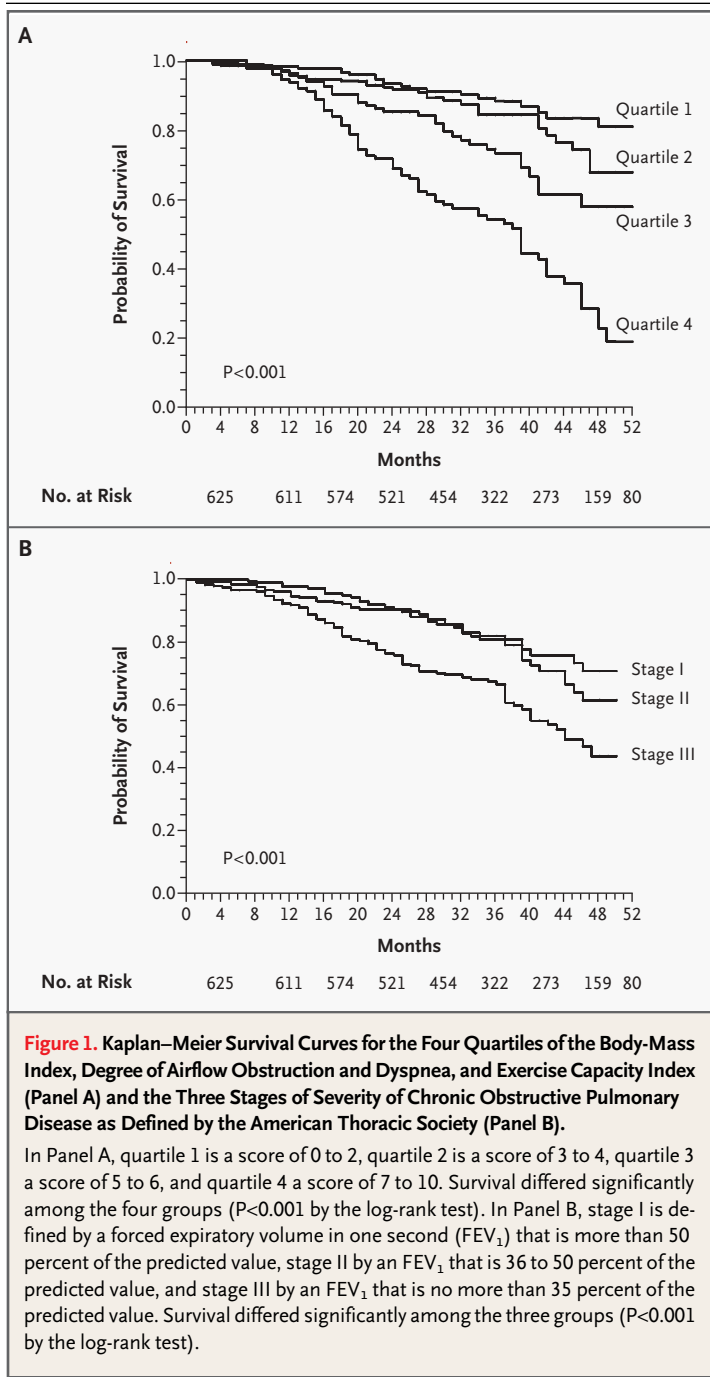 A
1.0
0.8
0.6
0.4
0.2
0.0
Probability of Survival
Quartile 1
Quartile 2
Quartile 3
Quartile 4
P<0.001
0 4 8 12 16 20 24 28 32 36 40 44 48 52
Months
No. at Risk 625 611 574 521 454 322 273 159 80
B
1.0
0.8
0.6
0.4
0.2
0.0
Probability of Survival
Stage I
Stage II
Stage III
P<0.001
0 4 8 12 16 20 24 28 32 36 40 44 48 52
Months
No. at Risk 625 611 574 521 454 322 273 159 80
Figure 1. Kaplan–Meier Survival Curves for the Four Quartiles of the Body-Mass
Index, Degree of Airflow Obstruction and Dyspnea, and Exercise Capacity Index
(Panel A) and the Three Stages of Severity of Chronic Obstructive Pulmonary
Disease as Defined by the American Thoracic Society (Panel B).
In Panel A, quartile 1 is a score of 0 to 2, quartile 2 is a score of 3 to 4, quartile 3
a score of 5 to 6, and quartile 4 a score of 7 to 10. Survival differed significantly
among the four groups (P<0.001 by the log-rank test). In Panel B, stage I is de-
fined by a forced expiratory volume in one second (FEV₁) that is more than 50
percent of the predicted value, stage II by an FEV₁ that is 36 to 50 percent of the
predicted value, and stage III by an FEV₁ that is no more than 35 percent of the
predicted value. Survival differed significantly among the three groups (P<0.001
by the log-rank test).